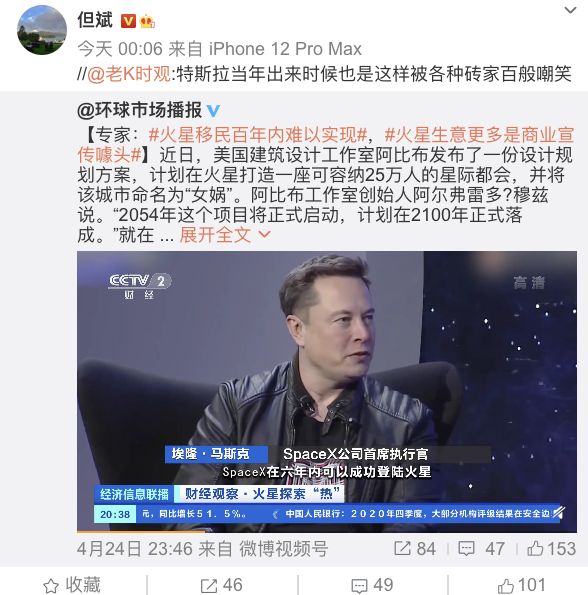 但斌
今天 00:06 来自 iPhone 12 Pro Max
//@老K时观:特斯拉当年出来时候也是这样被各种砖家百般嘲笑
@环球市场播报
【专家：#火星移民百年内难以实现#，#火星生意更多是商业宣
传噱头#】近日，美国建筑设计工作室阿比布发布了一份设计规
划方案，计划在火星打造一座可容纳25万人的星际都会，并将
该城市命名为“女娲”。阿比布工作室创始人阿尔弗雷多?穆兹
说。“2054年这个项目将正式启动，计划在2100年正式落
成。”就在 ... 展开全文
CCTV 2
财 经
高清
埃隆·马斯克 SpaceX公司首席执行官
SpaceX在六年内可以成功登陆火星
经济信息联播 财经观察·火星探索“热”
20:38 元，同比增长51.5%。 中国人民银行：2020年四季度，大部分机构评级结果在安全边
4月24日 23:46 来自 微博视频号 84 47 153
收藏 46 49 101